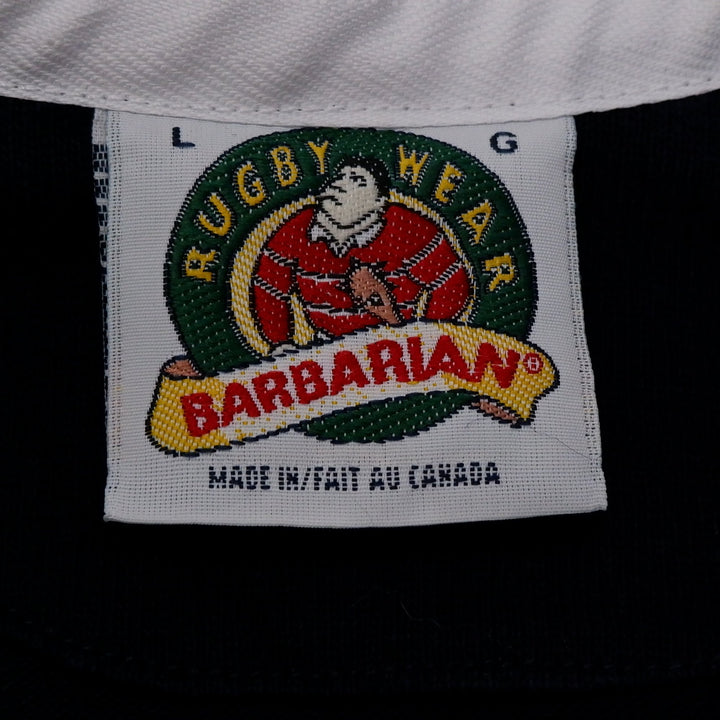 L G
RUGBY WEAR
BARBARIAN®
MADE IN/FAIT AU CANADA